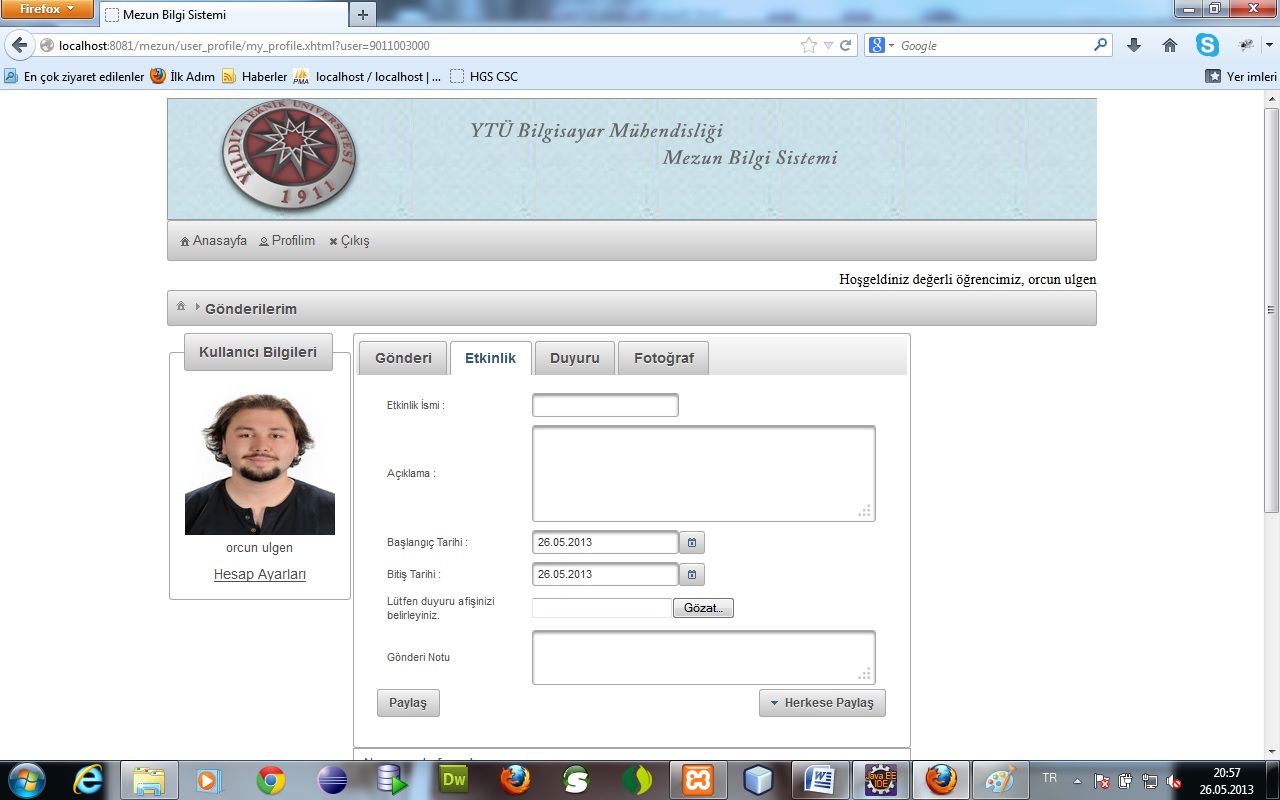 Firefox
Mezun Bilgi Sistemi
localhost:8081/mezun/user_profile/my_profile.xhtml?user=9011003000
Google
En çok ziyaret edilenler
İlk Adım
Haberler
localhost / localhost | ...
HGS CSC
Yer imleri
YILDIZ TEKNİK ÜNİVERSİTESİ
1911
YTÜ Bilgisayar Mühendisliği
Mezun Bilgi Sistemi
Anasayfa
Profilim
Çıkış
Hoşgeldiniz değerli öğrencimiz, orcun ulgen
Gönderilerim
Kullanıcı Bilgileri
orcun ulgen
Hesap Ayarları
Gönderi
Etkinlik
Duyuru
Fotoğraf
Etkinlik İsmi :
Açıklama :
Başlangıç Tarihi :
26.05.2013
Bitiş Tarihi :
26.05.2013
Lütfen duyuru afişinizi
belirleyiniz.
Gözat...
Gönderi Notu
Paylaş
Herkese Paylaş
Dw
Java EE
IDE
TR
20:57
26.05.2013